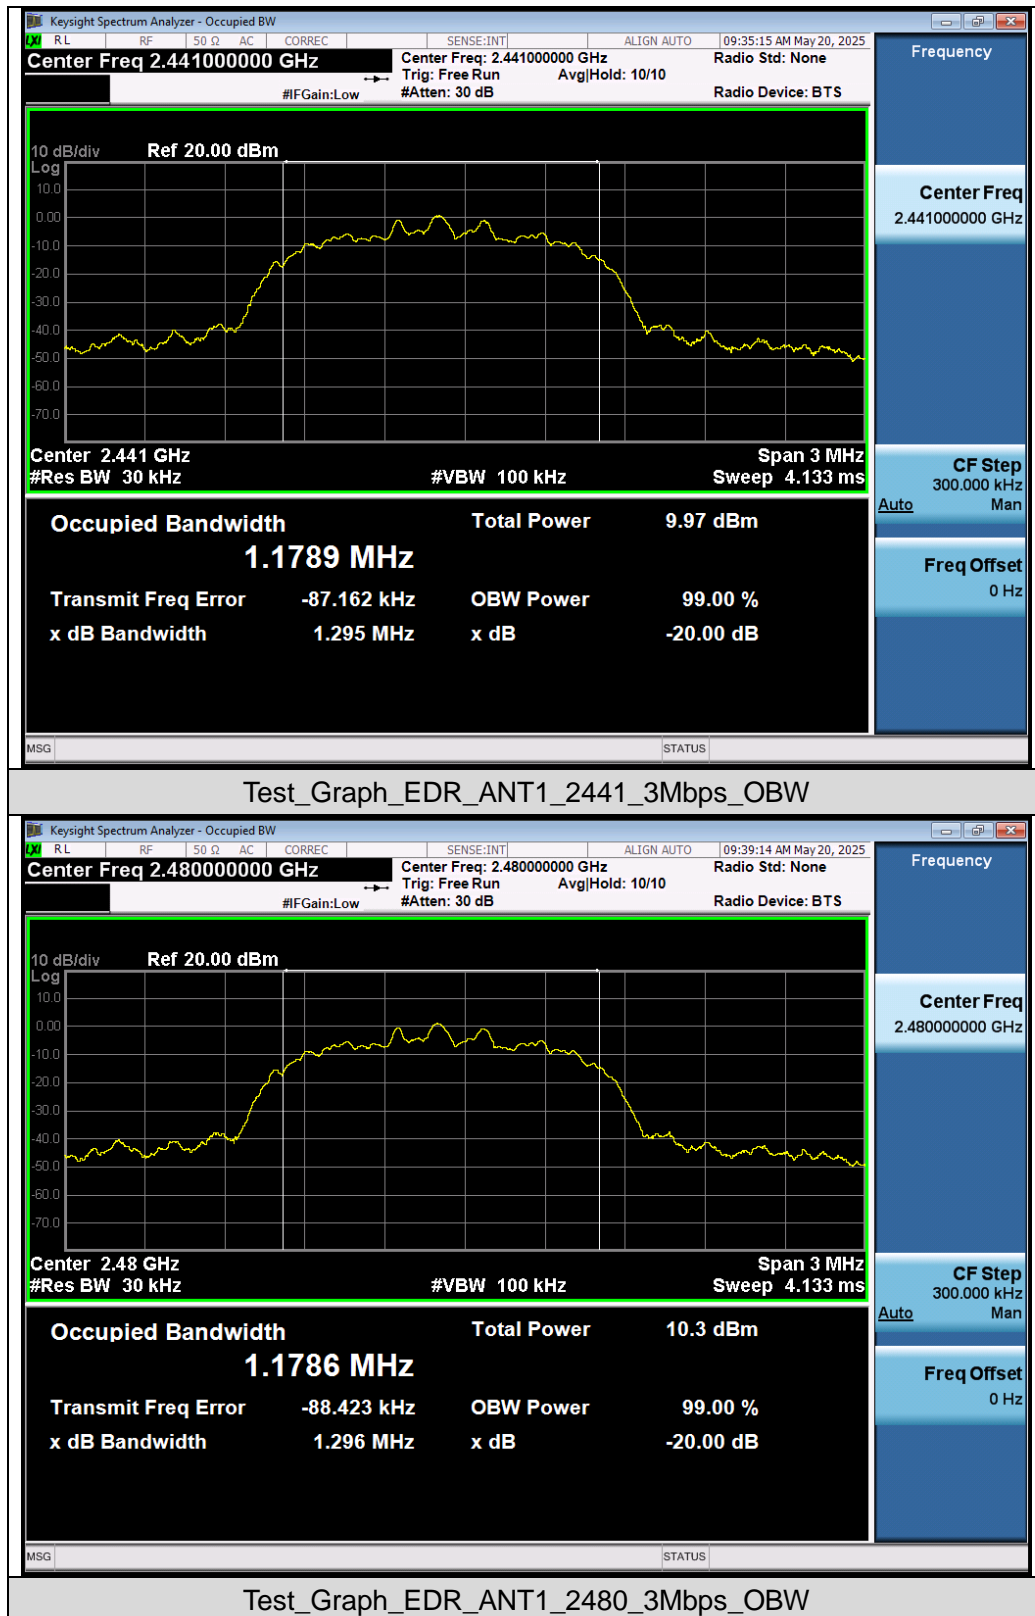 Keysight Spectrum Analyzer - Occupied BW
LXI RL RF 50 Ω AC CORREC SENSE:INT ALIGN AUTO 09:35:15 AM May 20, 2025
Center Freq 2.441000000 GHz
Center Freq: 2.441000000 GHz
Radio Std: None
Trig: Free Run Avg|Hold: 10/10
#IFGain:Low
#Atten: 30 dB
Radio Device: BTS
10 dB/div Ref 20.00 dBm
Log
10.0
0.00
-10.0
-20.0
-30.0
-40.0
-50.0
-60.0
-70.0
Center 2.441 GHz Span 3 MHz
#Res BW 30 kHz #VBW 100 kHz Sweep 4.133 ms
Occupied Bandwidth Total Power 9.97 dBm
1.1789 MHz
Transmit Freq Error -87.162 kHz OBW Power 99.00 %
x dB Bandwidth 1.295 MHz x dB -20.00 dB
MSG STATUS
Frequency
Center Freq
2.441000000 GHz
CF Step
300.000 kHz
Auto Man
Freq Offset
0 Hz
Test_Graph_EDR_ANT1_2441_3Mbps_OBW
Keysight Spectrum Analyzer - Occupied BW
LXI RL RF 50 Ω AC CORREC SENSE:INT ALIGN AUTO 09:39:14 AM May 20, 2025
Center Freq 2.480000000 GHz
Center Freq: 2.480000000 GHz
Radio Std: None
Trig: Free Run Avg|Hold: 10/10
#IFGain:Low
#Atten: 30 dB
Radio Device: BTS
10 dB/div Ref 20.00 dBm
Log
10.0
0.00
-10.0
-20.0
-30.0
-40.0
-50.0
-60.0
-70.0
Center 2.48 GHz Span 3 MHz
#Res BW 30 kHz #VBW 100 kHz Sweep 4.133 ms
Occupied Bandwidth Total Power 10.3 dBm
1.1786 MHz
Transmit Freq Error -88.423 kHz OBW Power 99.00 %
x dB Bandwidth 1.296 MHz x dB -20.00 dB
MSG STATUS
Frequency
Center Freq
2.480000000 GHz
CF Step
300.000 kHz
Auto Man
Freq Offset
0 Hz
Test_Graph_EDR_ANT1_2480_3Mbps_OBW